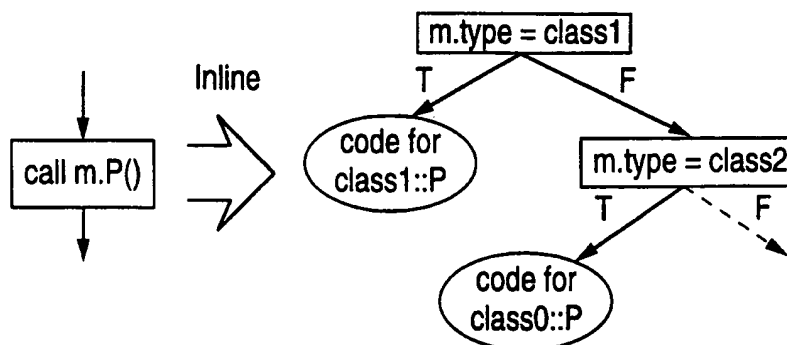 m.type = class1
T
F
Inline
code for
class1::P
call m.P()
m.type = class2
T
F
code for
class0::P